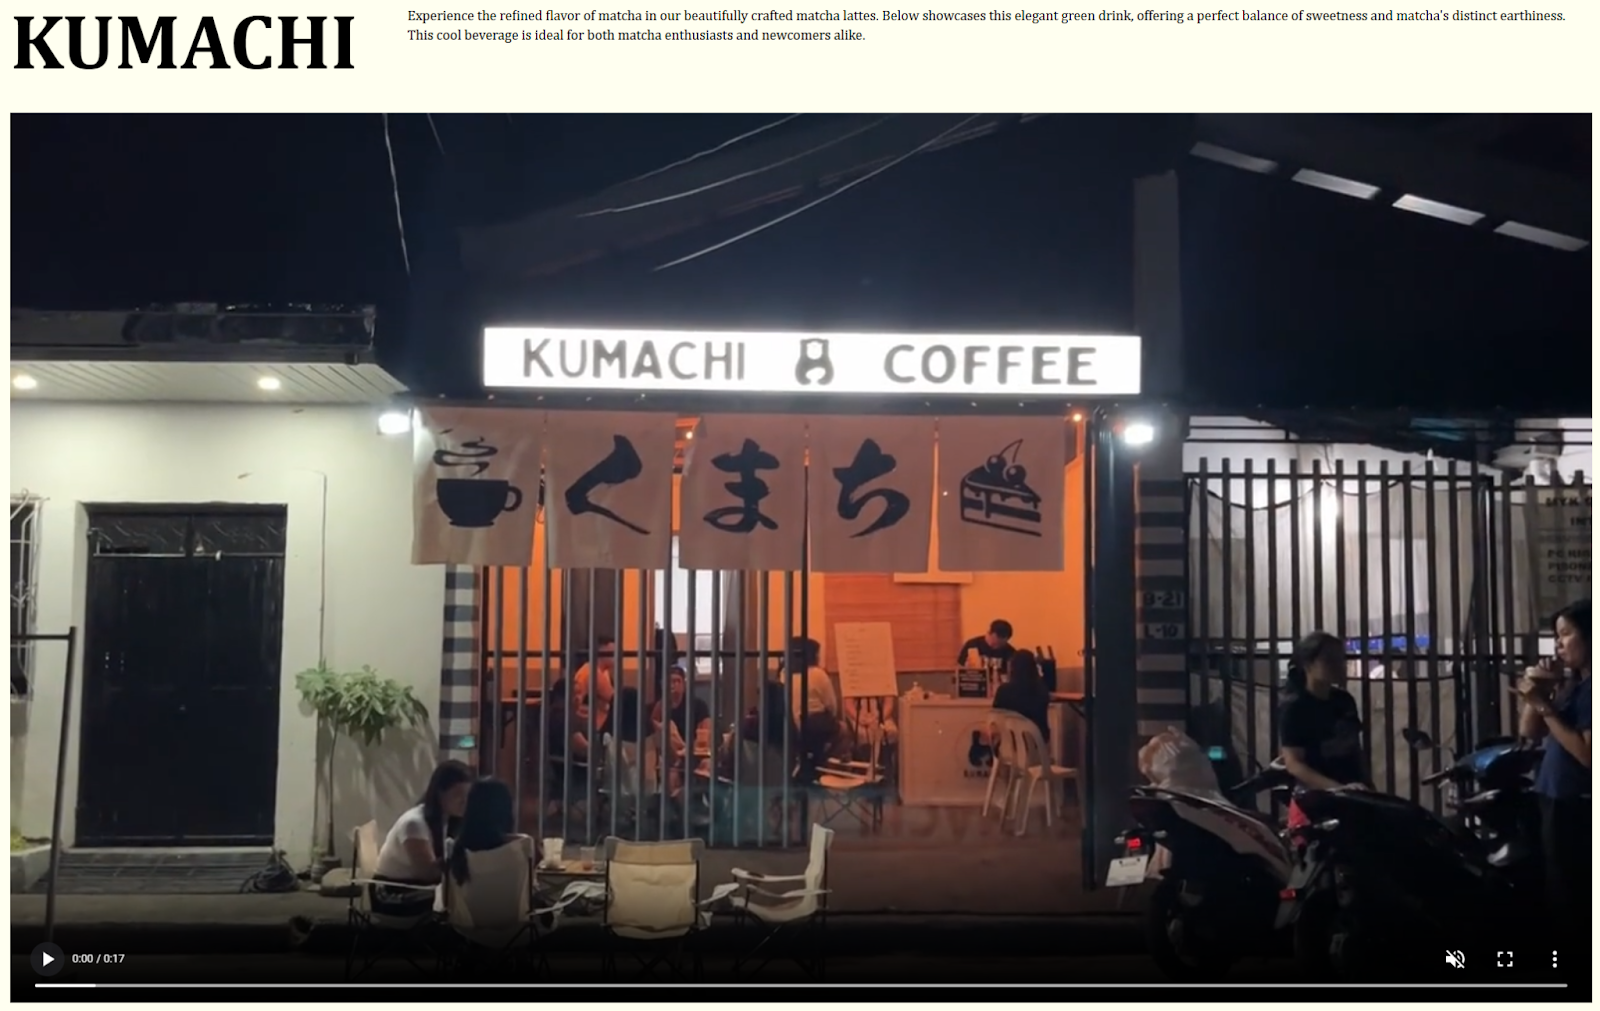 KUMACHI
Experience the refined flavor of matcha in our beautifully crafted matcha lattes. Below showcases this elegant green drink, offering a perfect balance of sweetness and matcha's distinct earthiness.
This cool beverage is ideal for both matcha enthusiasts and newcomers alike.
KUMACHI COFFEE
くまち
0:00 / 0:17